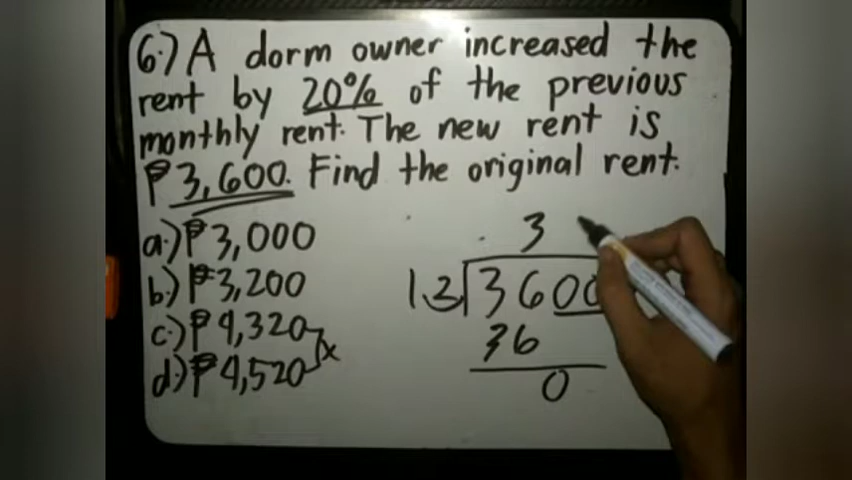 6.) A dorm owner increased the
rent by 20% of the previous
monthly rent. The new rent is
₱3,600. Find the original rent.
a.) ₱3,000
b.) ₱3,200
c.) ₱4,320
d.) ₱4,520
x
3
1.2 3600
36
0